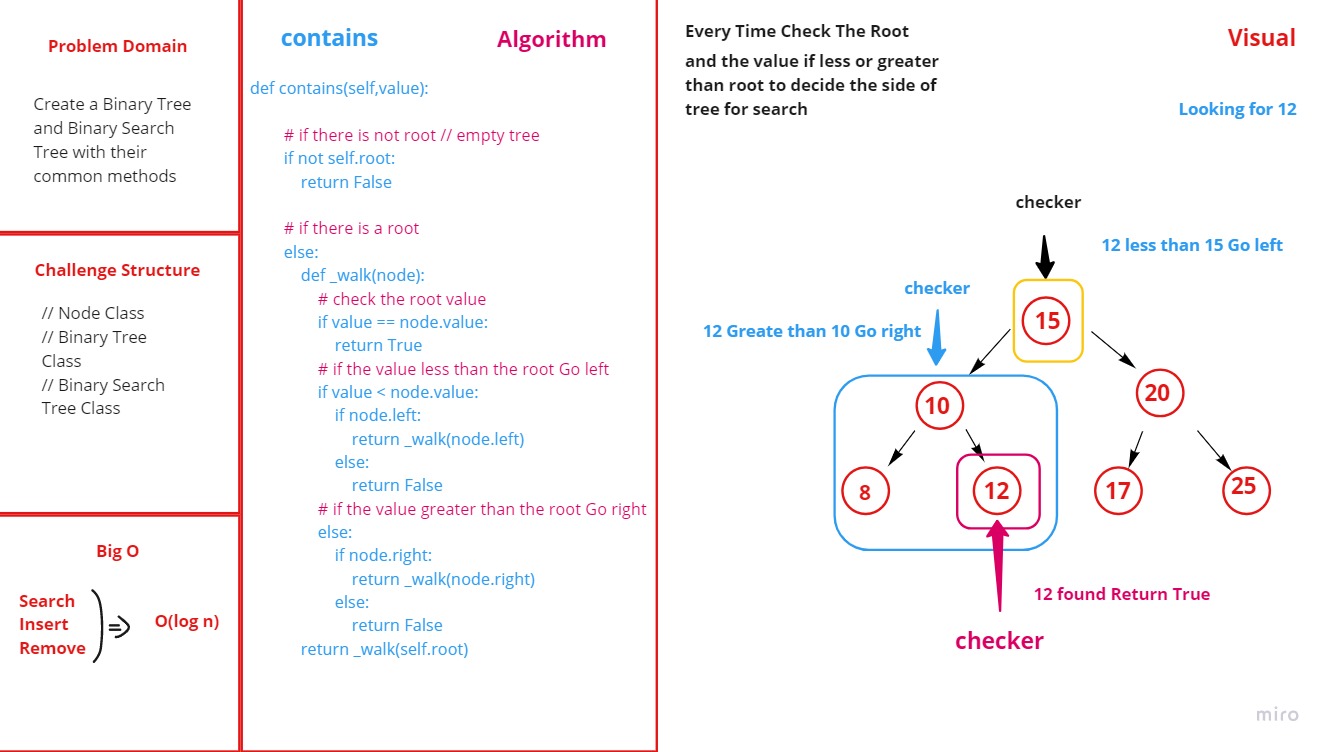 Problem Domain
Create a Binary Tree
and Binary Search
Tree with their
common methods
Challenge Structure
// Node Class
// Binary Tree
Class
// Binary Search
Tree Class
Big O
Search
Insert
Remove
O(log n)
contains
Algorithm
def contains(self,value):
# if there is not root // empty tree
if not self.root:
return False
# if there is a root
else:
def _walk(node):
# check the root value
if value == node.value:
return True
# if the value less than the root Go left
if value < node.value:
if node.left:
return _walk(node.left)
else:
return False
# if the value greater than the root Go right
else:
if node.right:
return _walk(node.right)
else:
return False
return _walk(self.root)
Every Time Check The Root
and the value if less or greater
than root to decide the side of
tree for search
Visual
Looking for 12
checker
12 less than 15 Go left
checker
12 Greate than 10 Go right
15
10
20
8
12
17
25
12 found Return True
checker
miro